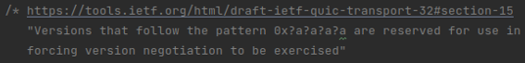 /* https://tools.ietf.org/html/draft-ietf-quic-transport-32#section-15
"Versions that follow the pattern 0x?a?a?a?a are reserved for use in
forcing version negotiation to be exercised"